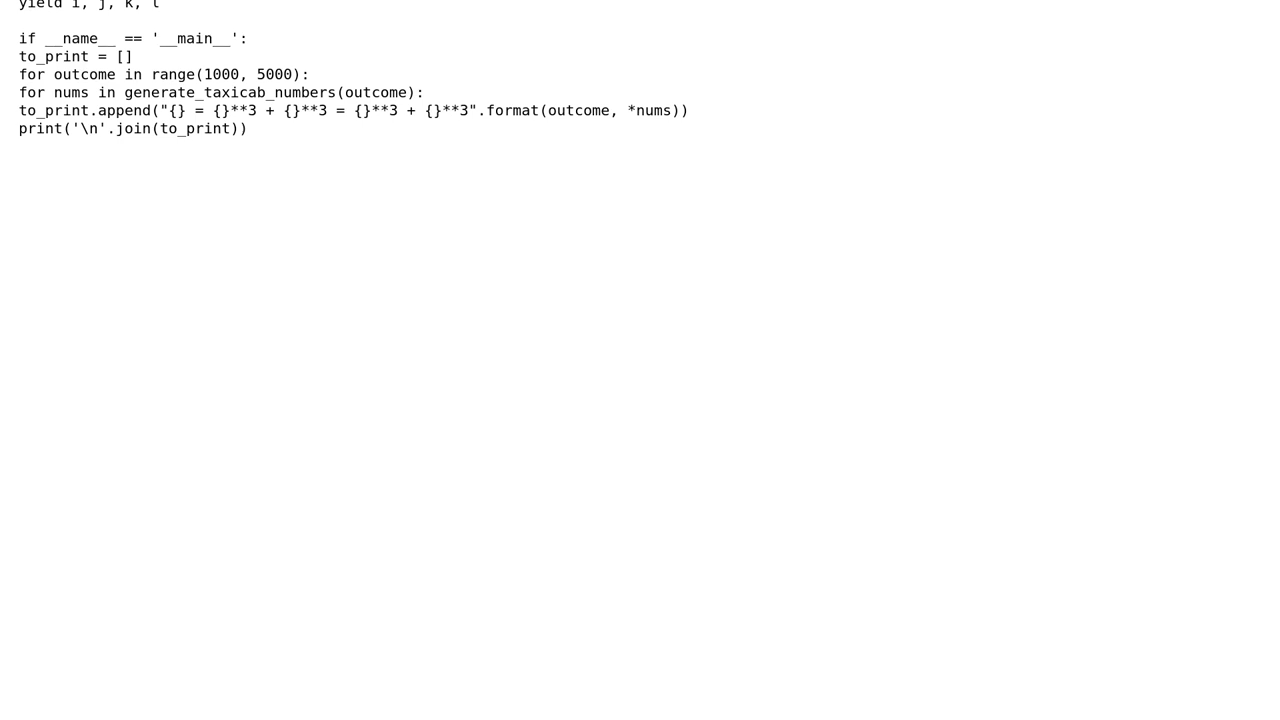 yield i, j, k, l

if __name__ == '__main__':
to_print = []
for outcome in range(1000, 5000):
for nums in generate_taxicab_numbers(outcome):
to_print.append("{} = {}**3 + {}**3 = {}**3 + {}**3".format(outcome, *nums))
print('\n'.join(to_print))